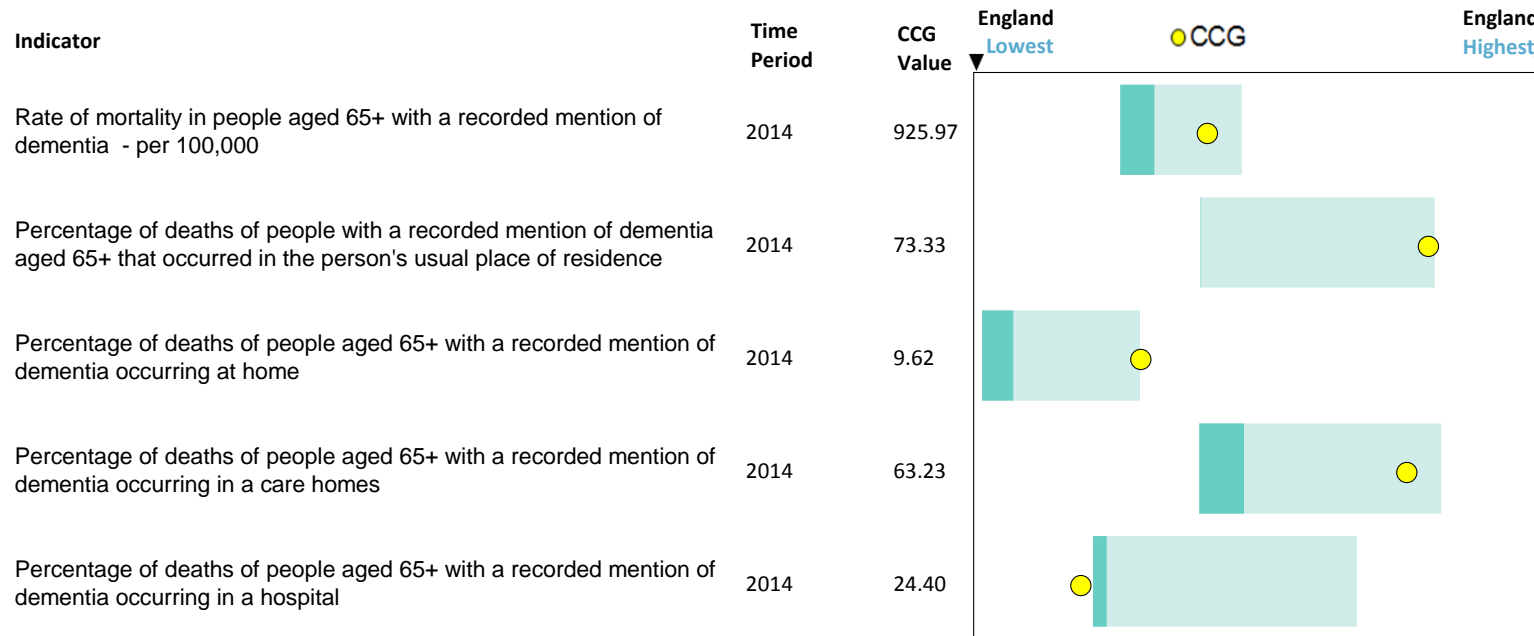 Indicator
Time Period
CCG Value
England Lowest
CCG
England Highest
Rate of mortality in people aged 65+ with a recorded mention of
dementia - per 100,000
2014
925.97
Percentage of deaths of people with a recorded mention of dementia
aged 65+ that occurred in the person's usual place of residence
2014
73.33
Percentage of deaths of people aged 65+ with a recorded mention of
dementia occurring at home
2014
9.62
Percentage of deaths of people aged 65+ with a recorded mention of
dementia occurring in a care homes
2014
63.23
Percentage of deaths of people aged 65+ with a recorded mention of
dementia occurring in a hospital
2014
24.40